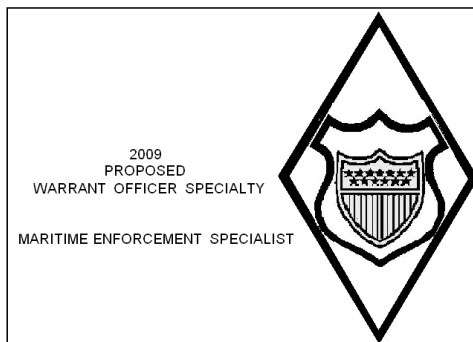 2009
PROPOSED
WARRANT OFFICER SPECIALTY
MARITIME ENFORCEMENT SPECIALIST